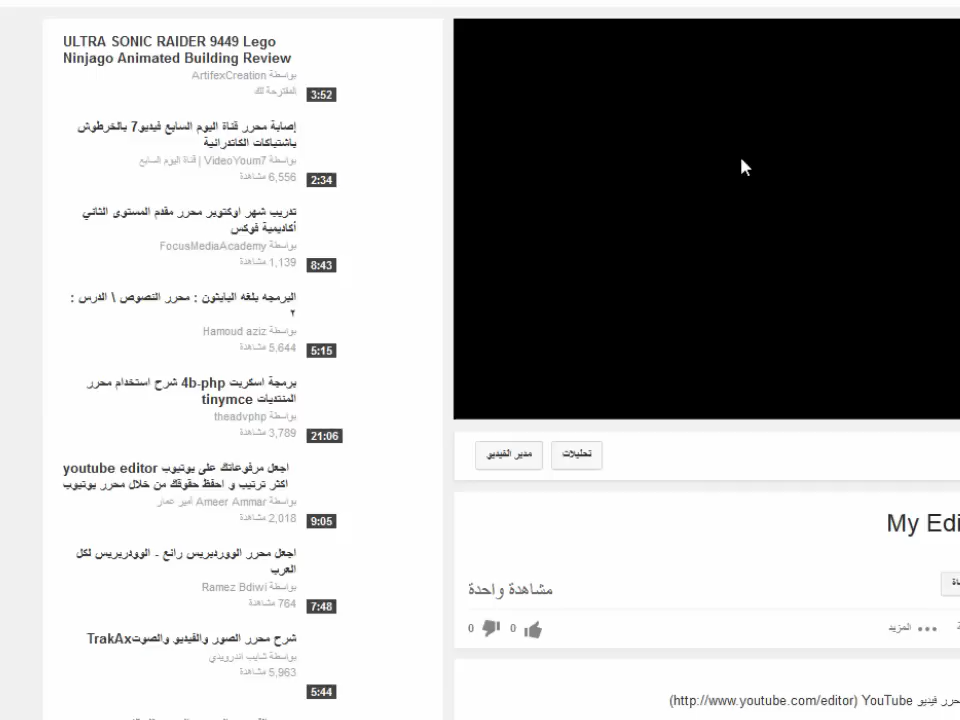 ULTRA SONIC RAIDER 9449 Lego
Ninjago Animated Building Review
بواسطة ArtifexCreation
المقترحة لك
3:52
إصابة محرر قناة اليوم السابع فيديو7 بالخرطوش
باشتباكات الكاتدرائية
بواسطة VideoYoum7 | قناة اليوم السابع
6,556 مشاهدة
2:34
تدريب شهر اوكتوبر محرر مقدم المستوى الثاني
أكاديمية فوكس
بواسطة FocusMediaAcademy
1,139 مشاهدة
8:43
البرمجه بلغه البايثون : محرر النصوص \ الدرس :
٢
بواسطة Hamoud aziz
5,644 مشاهدة
5:15
برمجة اسكربت 4b-php شرح استخدام محرر
المنتديات tinymce
بواسطة theadvphp
3,789 مشاهدة
21:06
اجعل مرفوعاتك على يوتيوب youtube editor
اكثر ترتيب و احفظ حقوقك من خلال محرر يوتيوب
بواسطة Ameer Ammar أمير عمار
2,018 مشاهدة
9:05
اجعل محرر الووردبريس رائع - الووردبريس لكل
العرب
بواسطة Ramez Bdiwi
764 مشاهدة
7:48
شرح محرر الصور والفيديو والصوتTrakAx
بواسطة شايب اندرويدي
5,963 مشاهدة
5:44
مدير الفيديو
تحليلات
My Edi
مشاهدة واحدة
0
0
المزيد
محرر فيديو YouTube (http://www.youtube.com/editor)